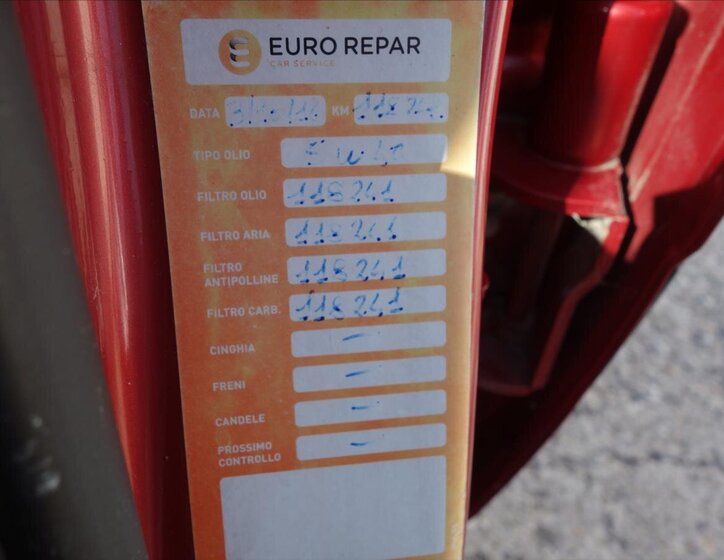 EURO REPAR
CAR SERVICE
DATA KM
TIPO OLIO
FILTRO OLIO 118241
FILTRO ARIA 118241
FILTRO
ANTIPOLLINE 118241
FILTRO CARB. 118241
CINGHIA -
FRENI -
CANDELE -
PROSSIMO
CONTROLLO -